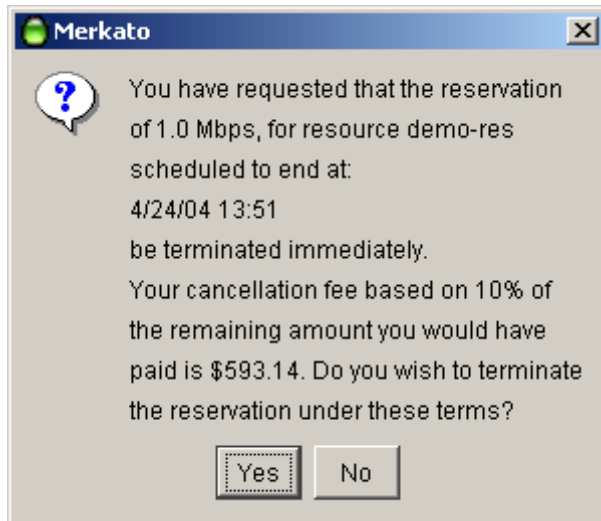 Merkato
You have requested that the reservation
of 1.0 Mbps, for resource demo-res
scheduled to end at:
4/24/04 13:51
be terminated immediately.
Your cancellation fee based on 10% of
the remaining amount you would have
paid is $593.14. Do you wish to terminate
the reservation under these terms?
Yes No